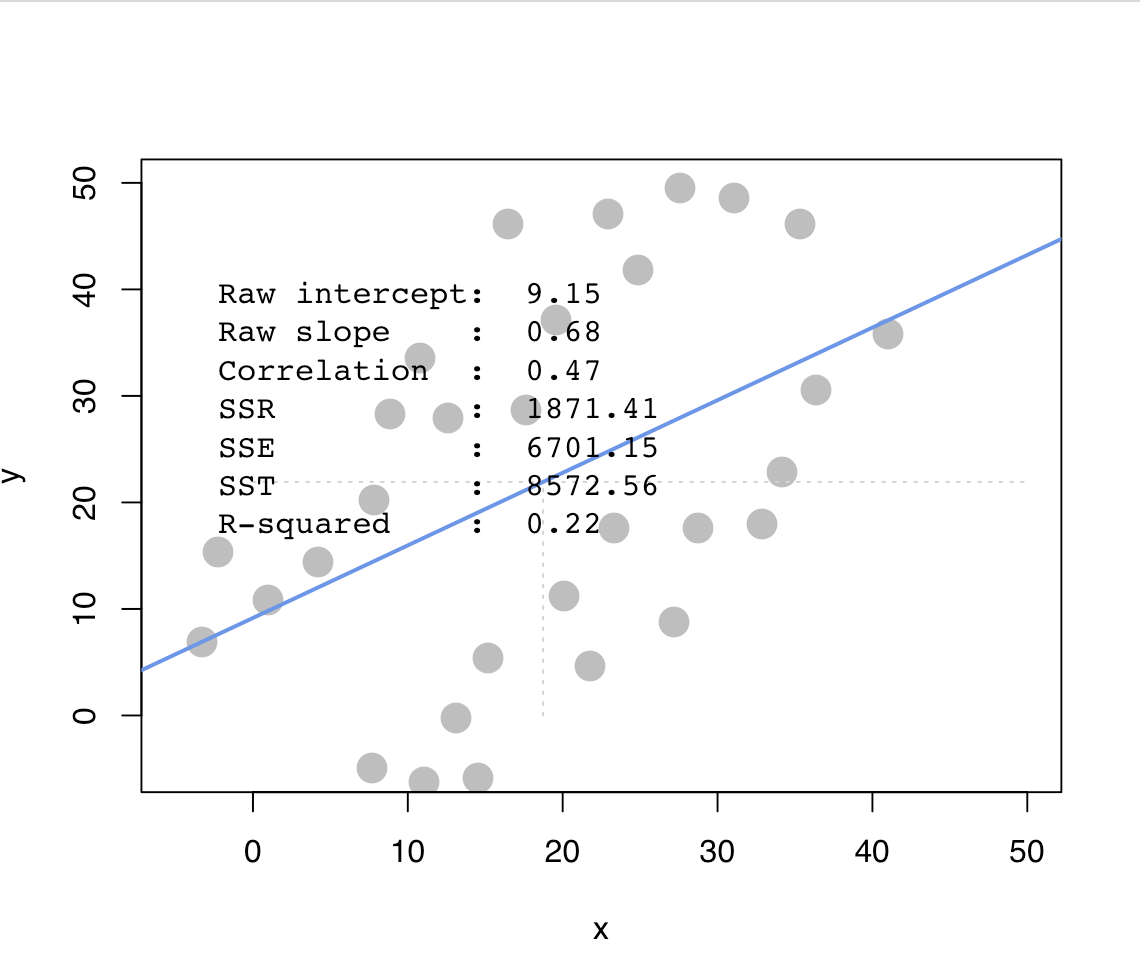 50
40
30
20
10
0
y
Raw intercept: 9.15
Raw slope : 0.68
Correlation : 0.47
SSR : 1871.41
SSE : 6701.15
SST : 8572.56
R-squared : 0.22
0 10 20 30 40 50
x